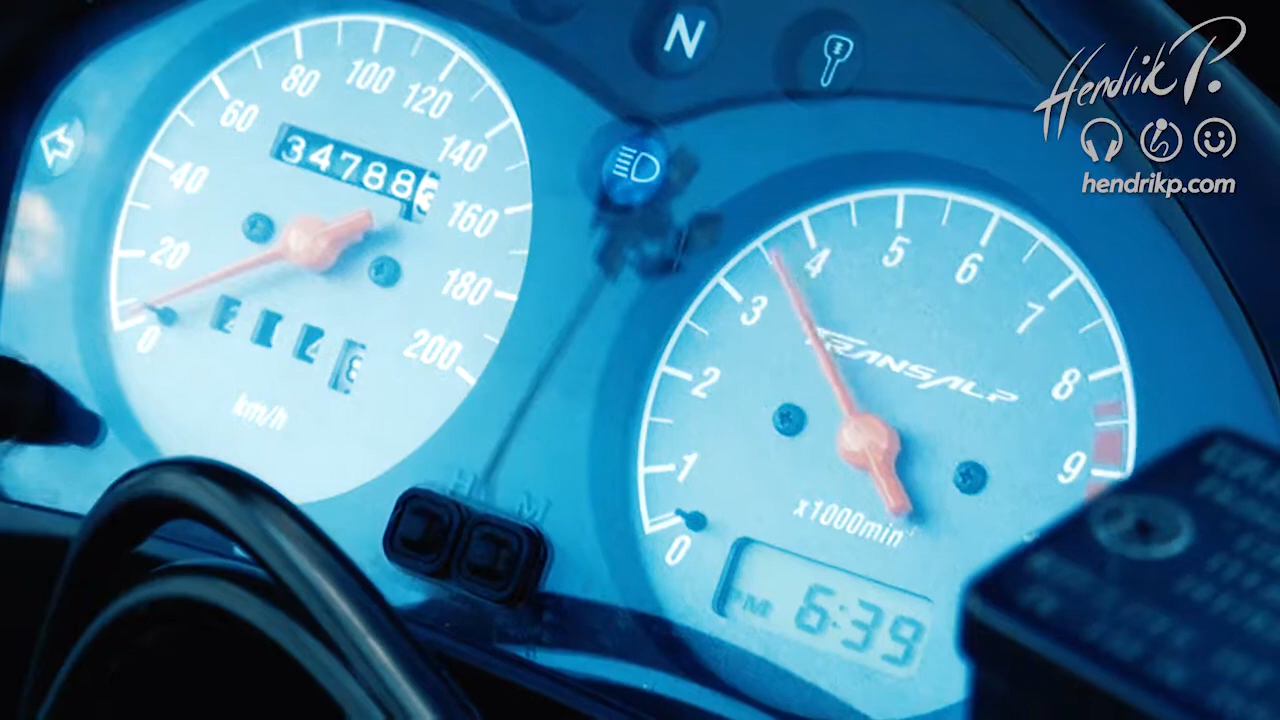 Hendrik P.
hendrikp.com
N
0
20
40
60
80
100
120
140
160
180
200
34788
km/h
H
M
0
1
2
3
4
5
6
7
8
9
TRANSALP
x1000min⁻¹
PM 6:39